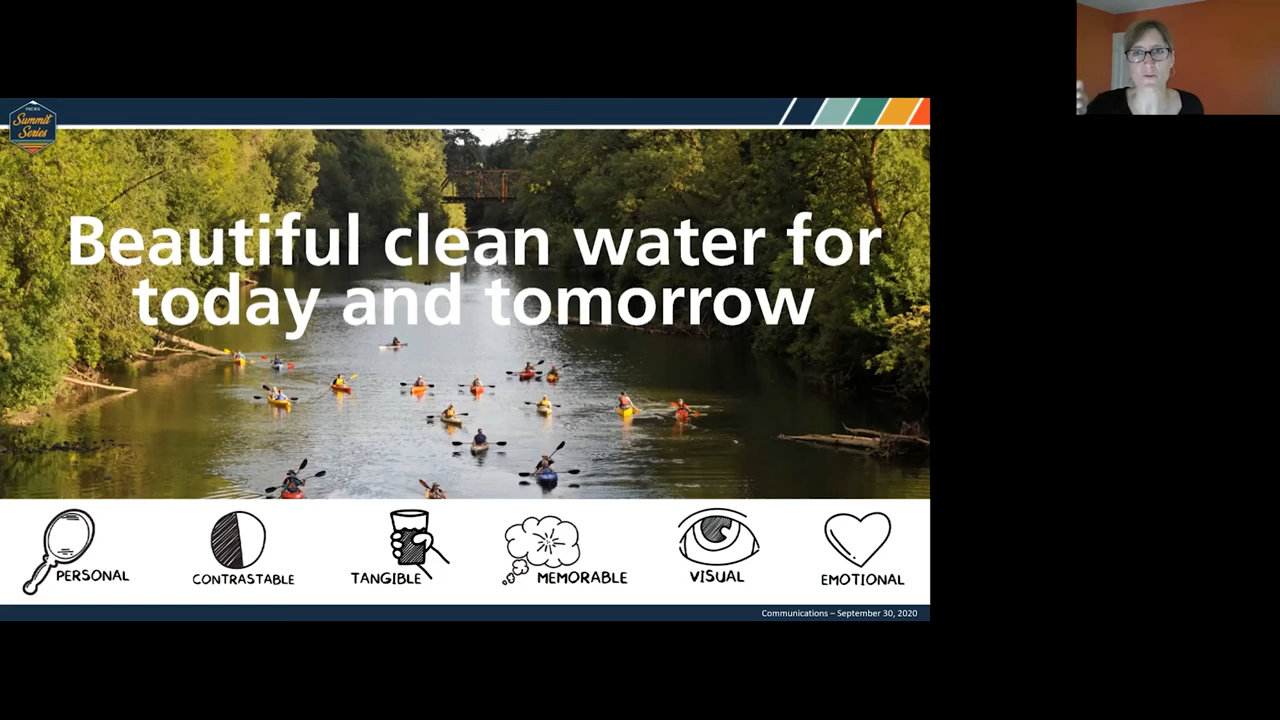 PNCWA
Summit
Series
Beautiful clean water for
today and tomorrow
PERSONAL
CONTRASTABLE
TANGIBLE
MEMORABLE
VISUAL
EMOTIONAL
Communications – September 30, 2020